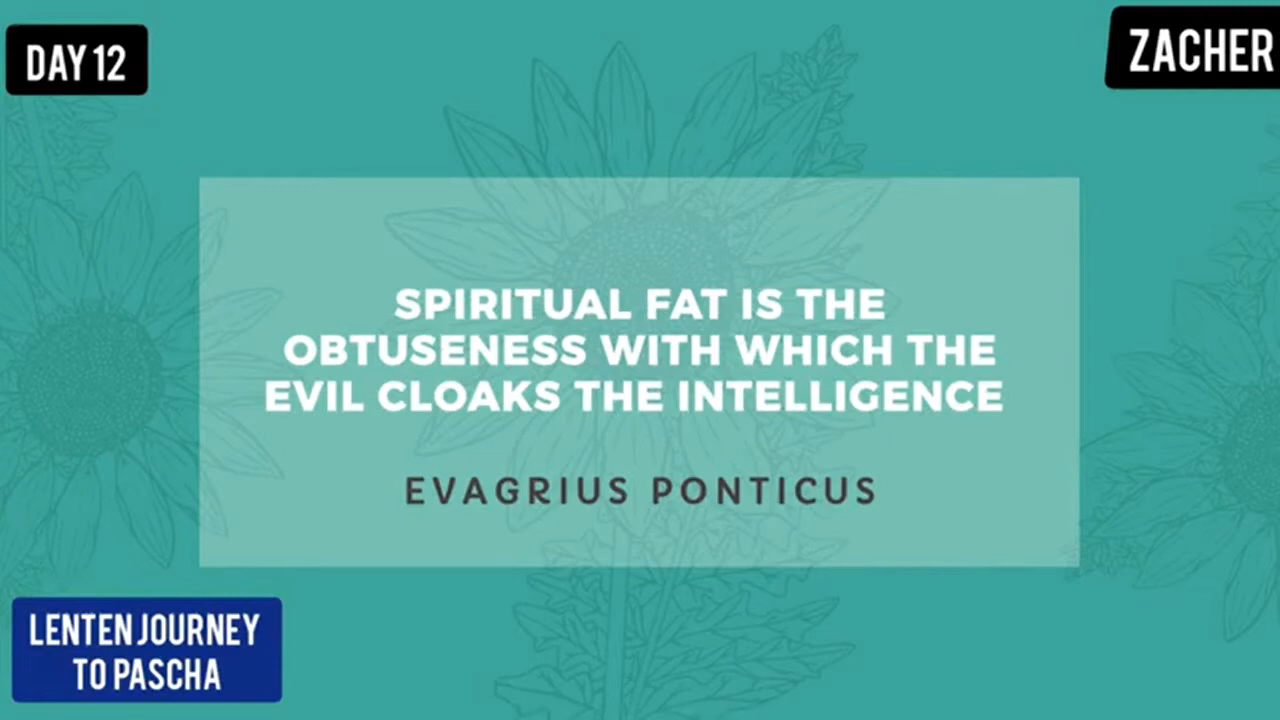 DAY 12
ZACHER
SPIRITUAL FAT IS THE
OBTUSENESS WITH WHICH THE
EVIL CLOAKS THE INTELLIGENCE
EVAGRIUS PONTICUS
LENTEN JOURNEY
TO PASCHA